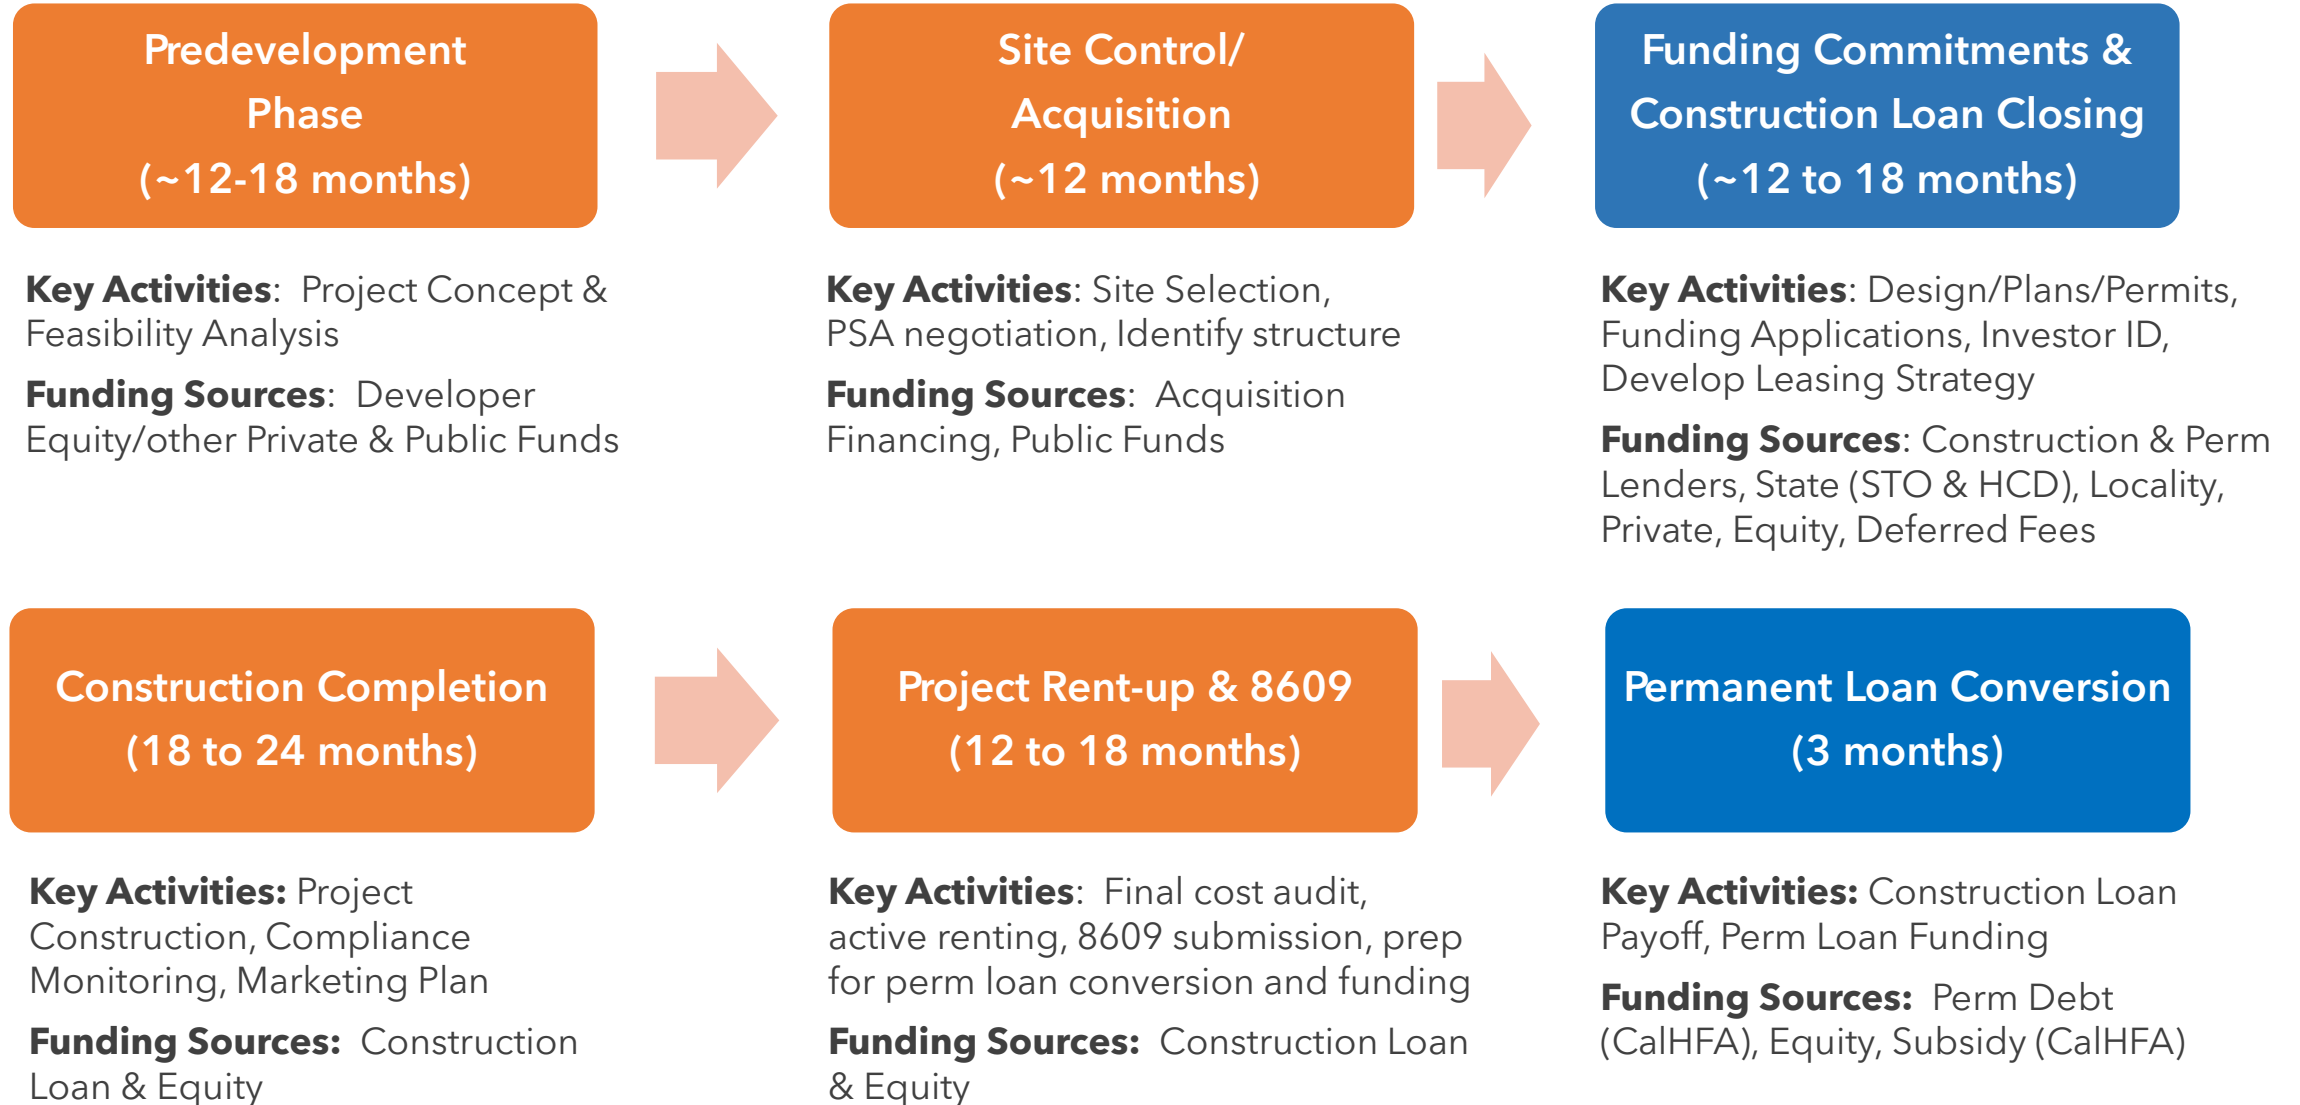 Predevelopment
Phase
(~12-18 months)
Site Control/
Acquisition
(~12 months)
Funding Commitments &
Construction Loan Closing
(~12 to 18 months)
Key Activities:  Project Concept &
Feasibility Analysis
Funding Sources:  Developer
Equity/other Private & Public Funds
Key Activities: Site Selection,
PSA negotiation, Identify structure
Funding Sources:  Acquisition
Financing, Public Funds
Key Activities: Design/Plans/Permits,
Funding Applications, Investor ID,
Develop Leasing Strategy
Funding Sources: Construction & Perm
Lenders, State (STO & HCD), Locality,
Private, Equity, Deferred Fees
Construction Completion
(18 to 24 months)
Project Rent-up & 8609
(12 to 18 months)
Permanent Loan Conversion
(3 months)
Key Activities: Project
Construction, Compliance
Monitoring, Marketing Plan
Funding Sources:  Construction
Loan & Equity
Key Activities:  Final cost audit,
active renting, 8609 submission, prep
for perm loan conversion and funding
Funding Sources:  Construction Loan
& Equity
Key Activities: Construction Loan
Payoff, Perm Loan Funding
Funding Sources:  Perm Debt
(CalHFA), Equity, Subsidy (CalHFA)